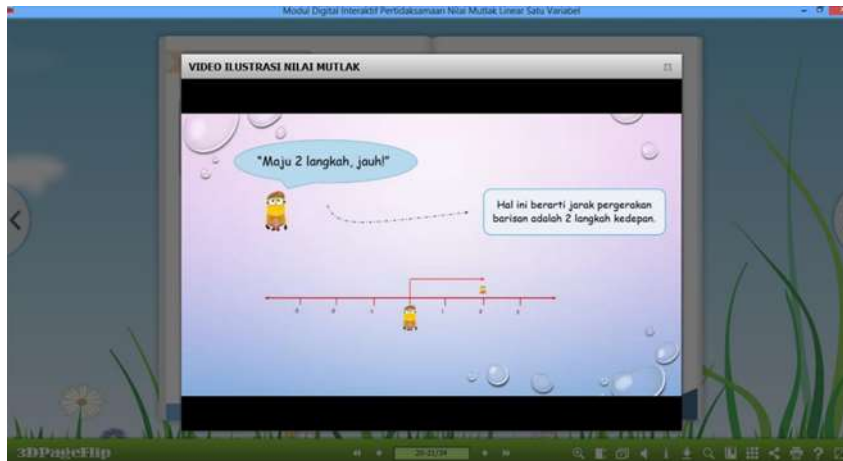 Modul Digital Interaktif Pertidaksamaan Nilai Mutlak Linear Satu Variabel
VIDEO ILUSTRASI NILAI MUTLAK
"Maju 2 langkah, jauh!"
Hal ini berarti jarak pergerakan
barisan adalah 2 langkah kedepan.
3DPageFlip